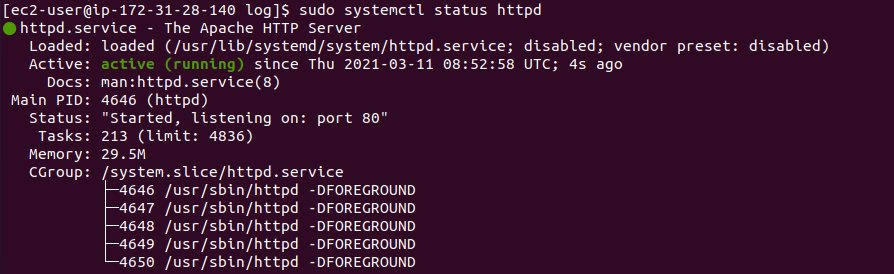 [ec2-user@ip-172-31-28-140 log]$ sudo systemctl status httpd
● httpd.service - The Apache HTTP Server
   Loaded: loaded (/usr/lib/systemd/system/httpd.service; disabled; vendor preset: disabled)
   Active: active (running) since Thu 2021-03-11 08:52:58 UTC; 4s ago
     Docs: man:httpd.service(8)
 Main PID: 4646 (httpd)
   Status: "Started, listening on: port 80"
    Tasks: 213 (limit: 4836)
   Memory: 29.5M
   CGroup: /system.slice/httpd.service
           ├─4646 /usr/sbin/httpd -DFOREGROUND
           ├─4647 /usr/sbin/httpd -DFOREGROUND
           ├─4648 /usr/sbin/httpd -DFOREGROUND
           ├─4649 /usr/sbin/httpd -DFOREGROUND
           └─4650 /usr/sbin/httpd -DFOREGROUND